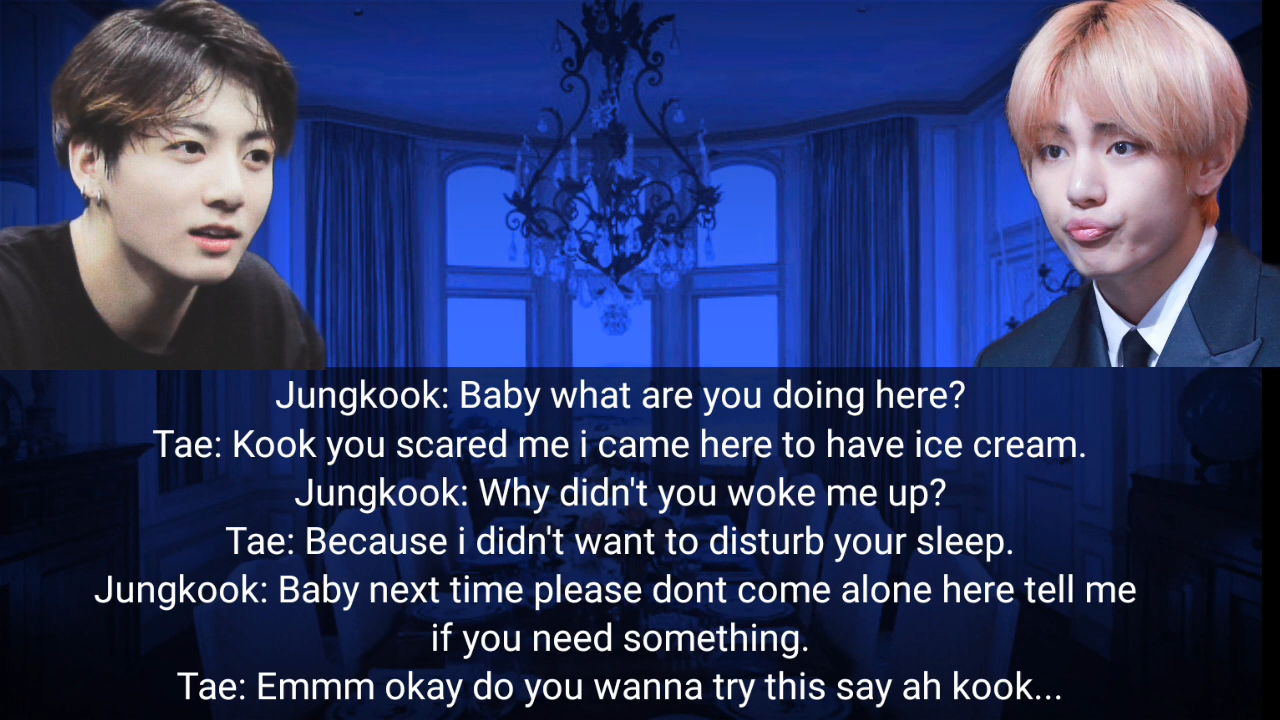 Jungkook: Baby what are you doing here?
Tae: Kook you scared me i came here to have ice cream.
Jungkook: Why didn't you woke me up?
Tae: Because i didn't want to disturb your sleep.
Jungkook: Baby next time please dont come alone here tell me
if you need something.
Tae: Emmm okay do you wanna try this say ah kook...